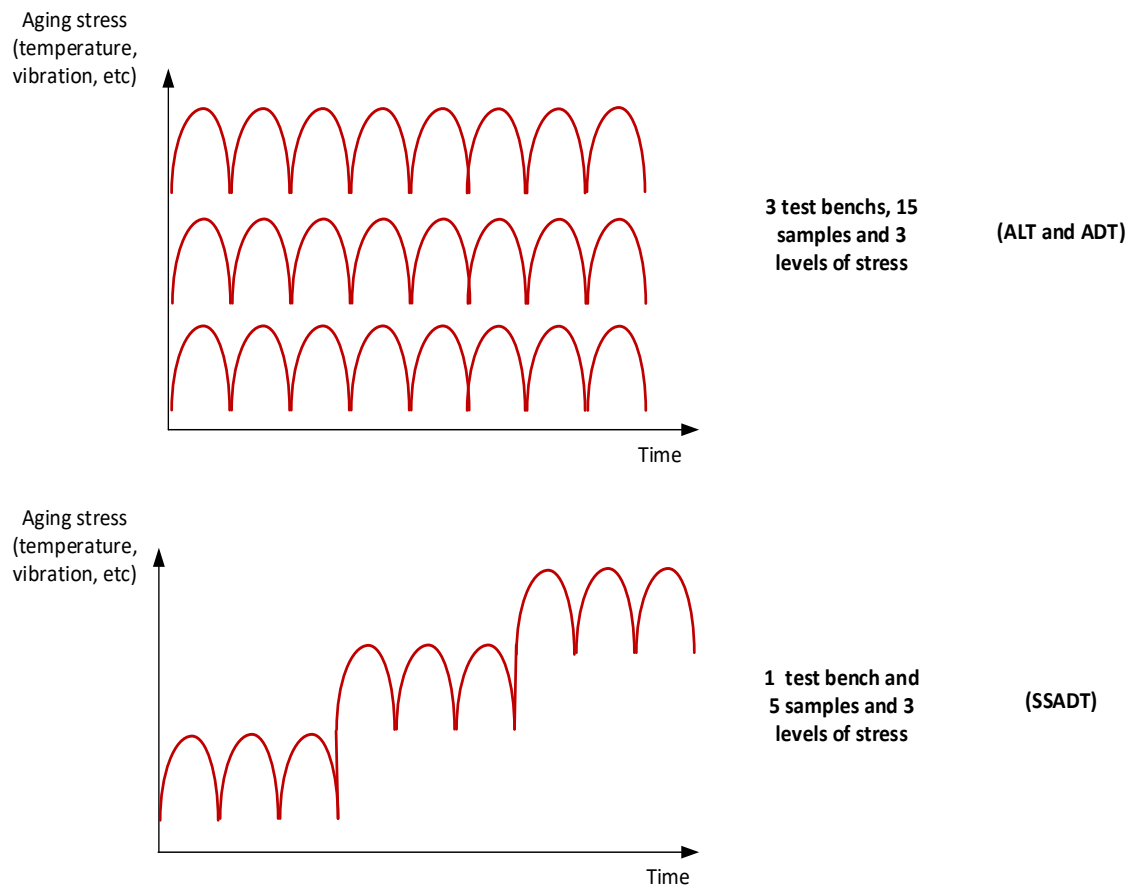 Aging stress
(temperature,
vibration, etc)
3 test benchs, 15
samples and 3
levels of stress
(ALT and ADT)
Time
Aging stress
(temperature,
vibration, etc)
1 test bench and
5 samples and 3
levels of stress
(SSADT)
Time